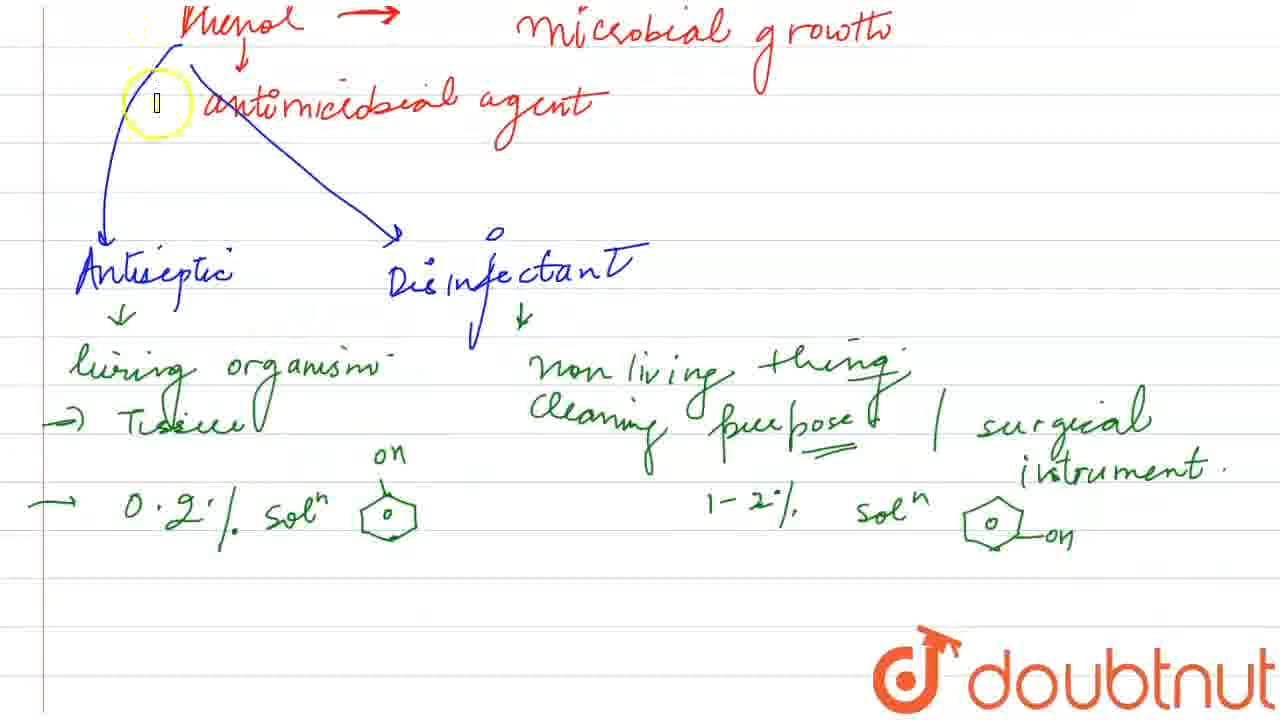 Phenol → microbial growth
↓
antimicrobial agent
Antiseptic Disinfectant
↓ ↓
living organism non living thing
→ Tissue cleaning purpose / surgical
instrument.
→ 0.2% solⁿ OH 1-2% solⁿ OH
doubtnut